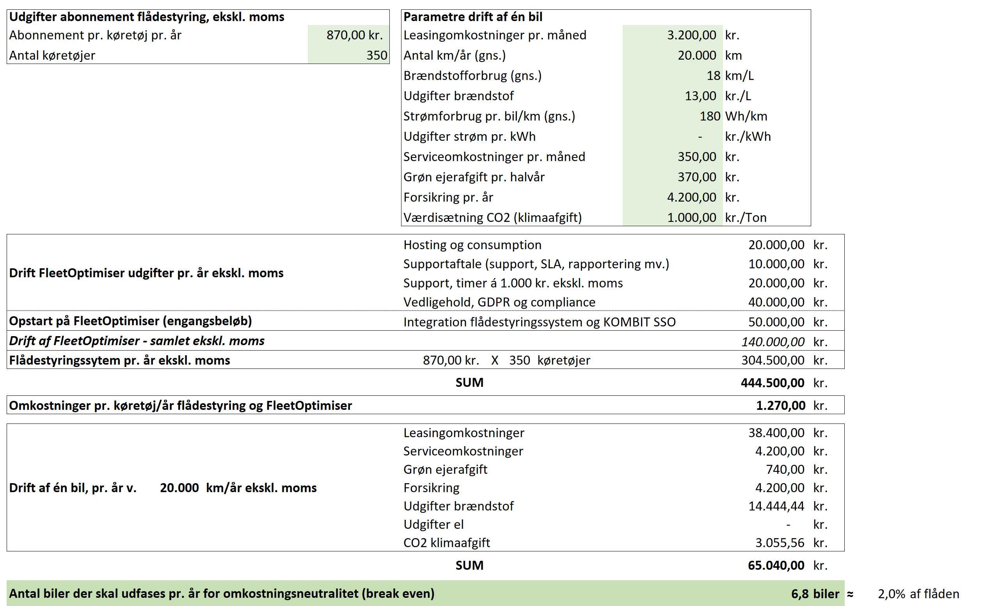 Udgifter abonnement flådestyring, ekskl. moms
Abonnement pr. køretøj pr. år 870,00 kr.
Antal køretøjer 350
Parametre drift af én bil
Leasingomkostninger pr. måned 3.200,00 kr.
Antal km/år (gns.) 20.000 km
Brændstofforbrug (gns.) 18 km/L
Udgifter brændstof 13,00 kr./L
Strømforbrug pr. bil/km (gns.) 180 Wh/km
Udgifter strøm pr. kWh - kr./kWh
Serviceomkostninger pr. måned 350,00 kr.
Grøn ejerafgift pr. halvår 370,00 kr.
Forsikring pr. år 4.200,00 kr.
Værdisætning CO2 (klimaafgift) 1.000,00 kr./Ton
Drift FleetOptimiser udgifter pr. år ekskl. moms
Hosting og consumption 20.000,00 kr.
Supportaftale (support, SLA, rapportering mv.) 10.000,00 kr.
Support, timer á 1.000 kr. ekskl. moms 20.000,00 kr.
Vedligehold, GDPR og compliance 40.000,00 kr.
Opstart på FleetOptimiser (engangsbeløb) Integration flådestyringssystem og KOMBIT SSO 50.000,00 kr.
Drift af FleetOptimiser - samlet ekskl. moms 140.000,00 kr.
Flådestyringssytem pr. år ekskl. moms 870,00 kr. X 350 køretøjer 304.500,00 kr.
SUM 444.500,00 kr.
Omkostninger pr. køretøj/år flådestyring og FleetOptimiser 1.270,00 kr.
Drift af én bil, pr. år v. 20.000 km/år ekskl. moms
Leasingomkostninger 38.400,00 kr.
Serviceomkostninger 4.200,00 kr.
Grøn ejerafgift 740,00 kr.
Forsikring 4.200,00 kr.
Udgifter brændstof 14.444,44 kr.
Udgifter el - kr.
CO2 klimaafgift 3.055,56 kr.
SUM 65.040,00 kr.
Antal biler der skal udfases pr. år for omkostningsneutralitet (break even) 6,8 biler ≈ 2,0% af flåden